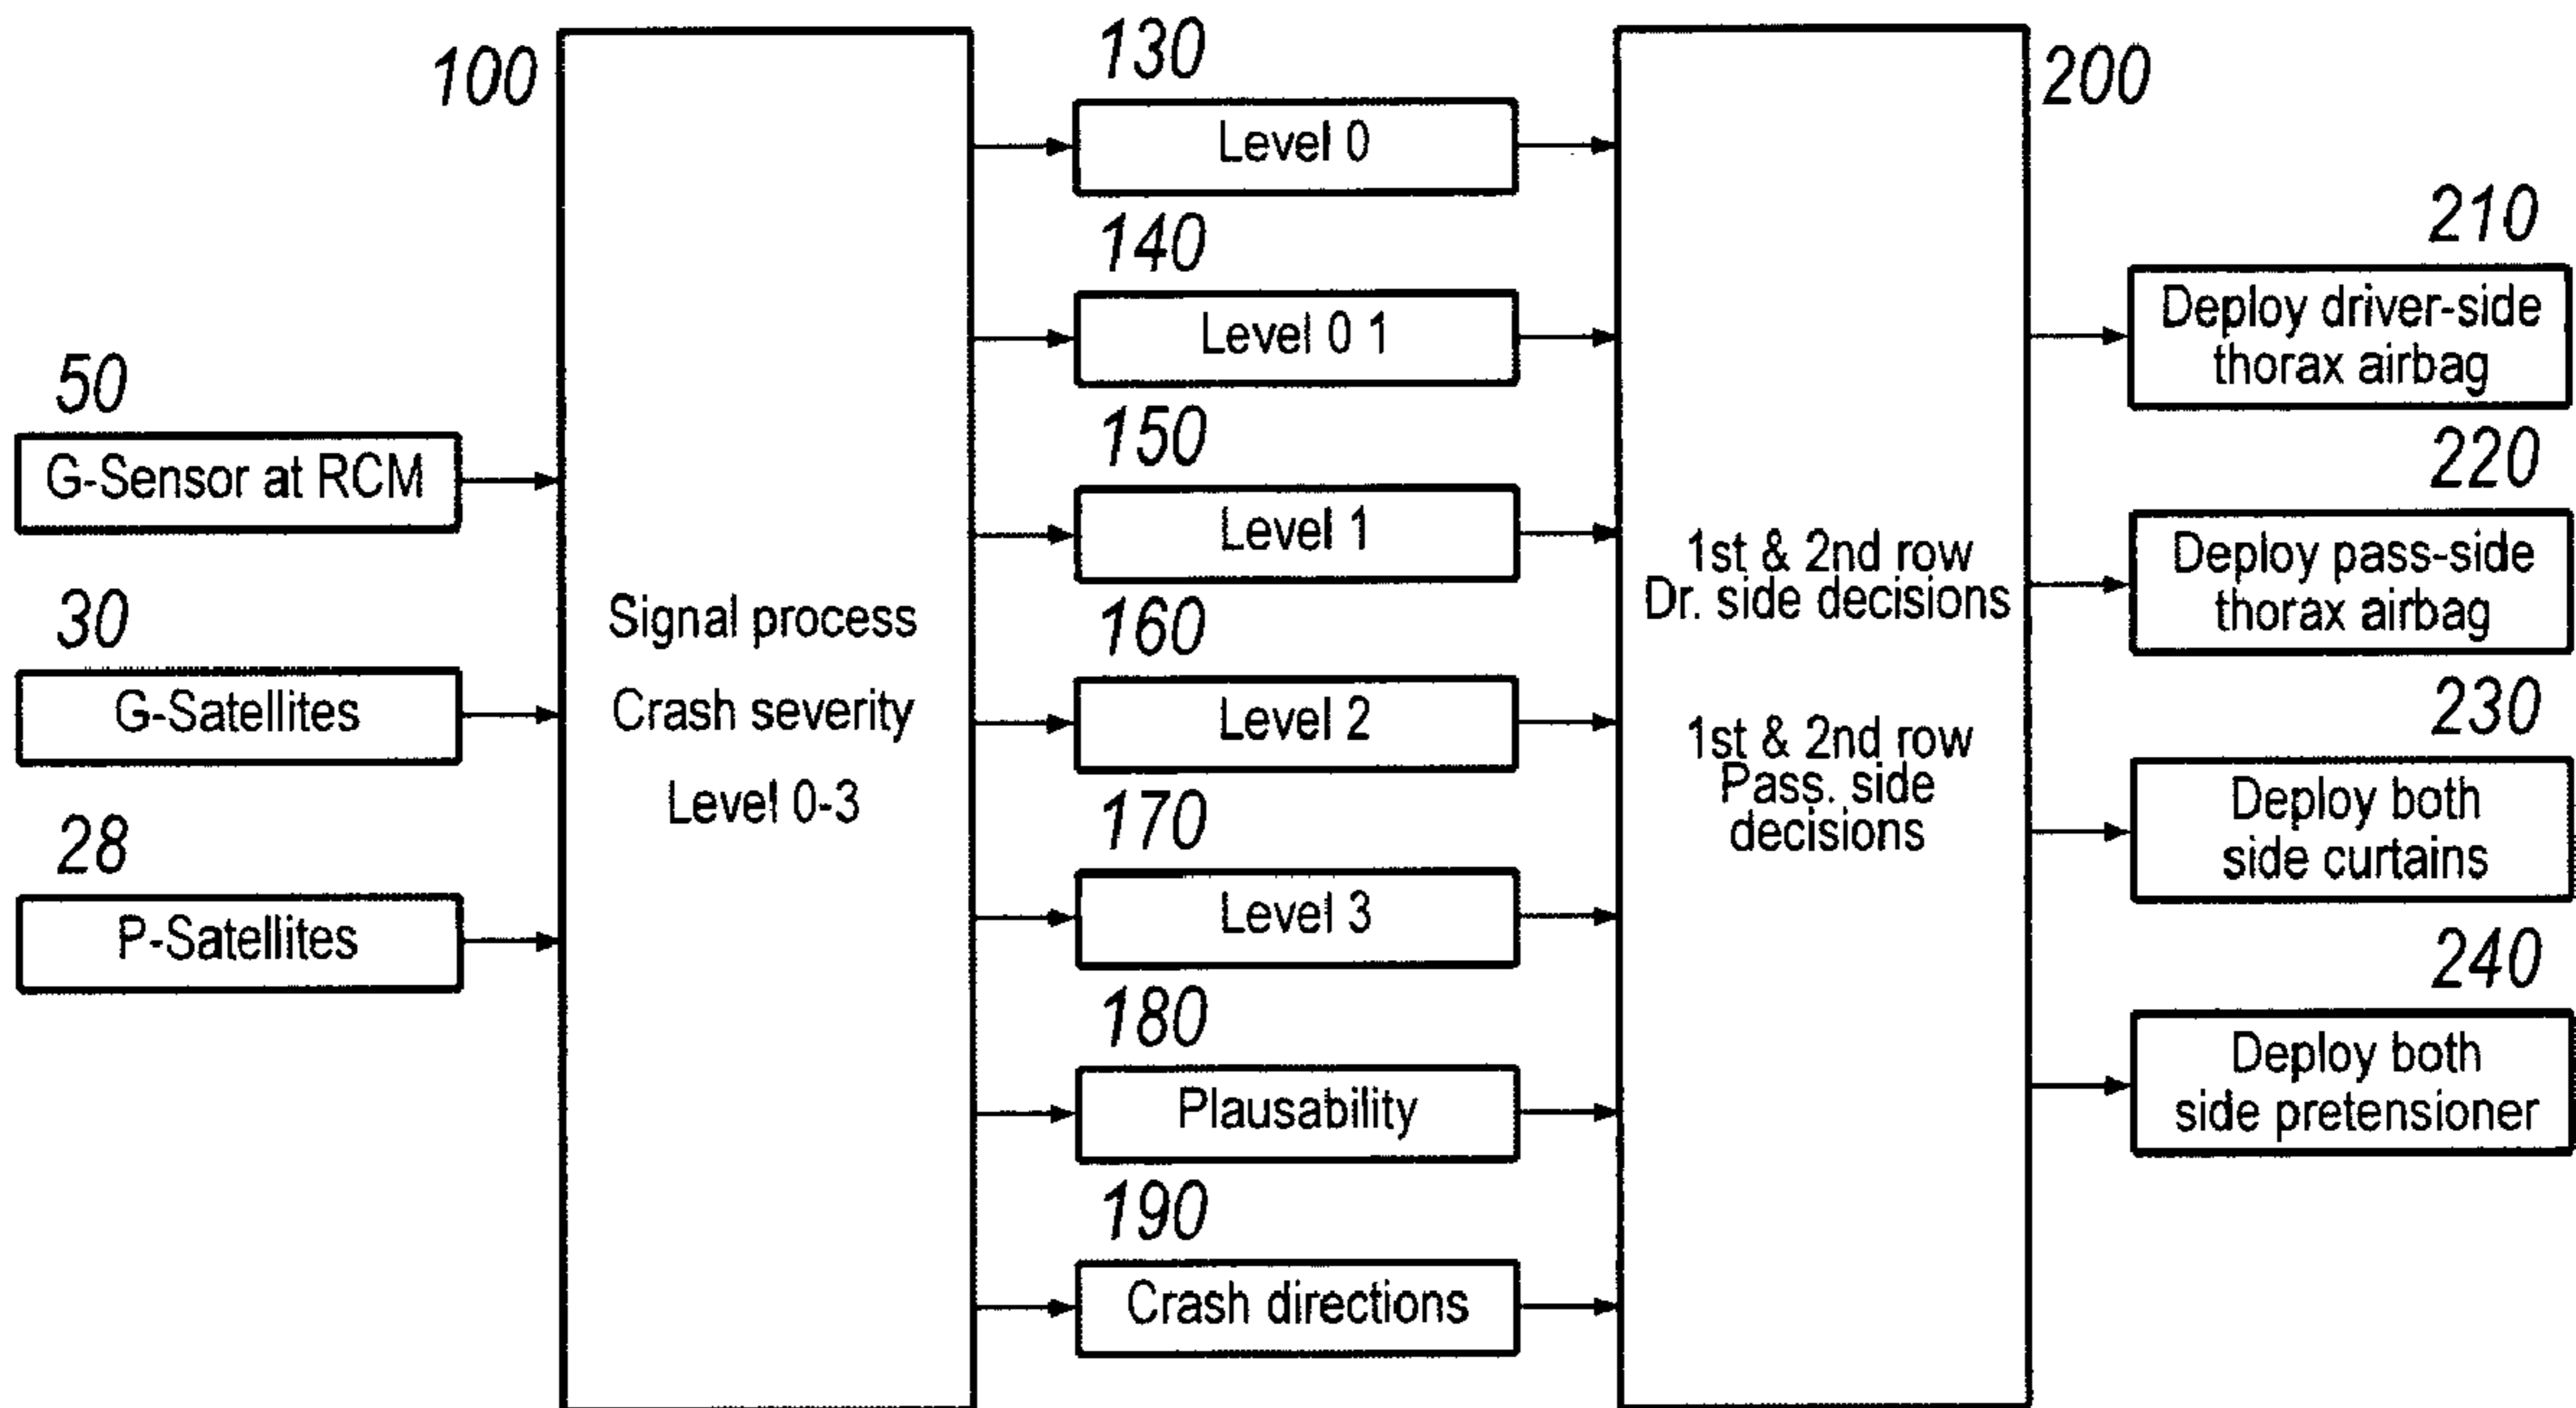 100
50
G-Sensor at RCM
30
G-Satellites
28
P-Satellites
Signal process
Crash severity
Level 0-3
130
Level 0
140
Level 0 1
150
Level 1
160
Level 2
170
Level 3
180
Plausability
190
Crash directions
200
1st & 2nd row
Dr. side decisions
1st & 2nd row
Pass. side
decisions
210
Deploy driver-side
thorax airbag
220
Deploy pass-side
thorax airbag
230
Deploy both
side curtains
240
Deploy both
side pretensioner